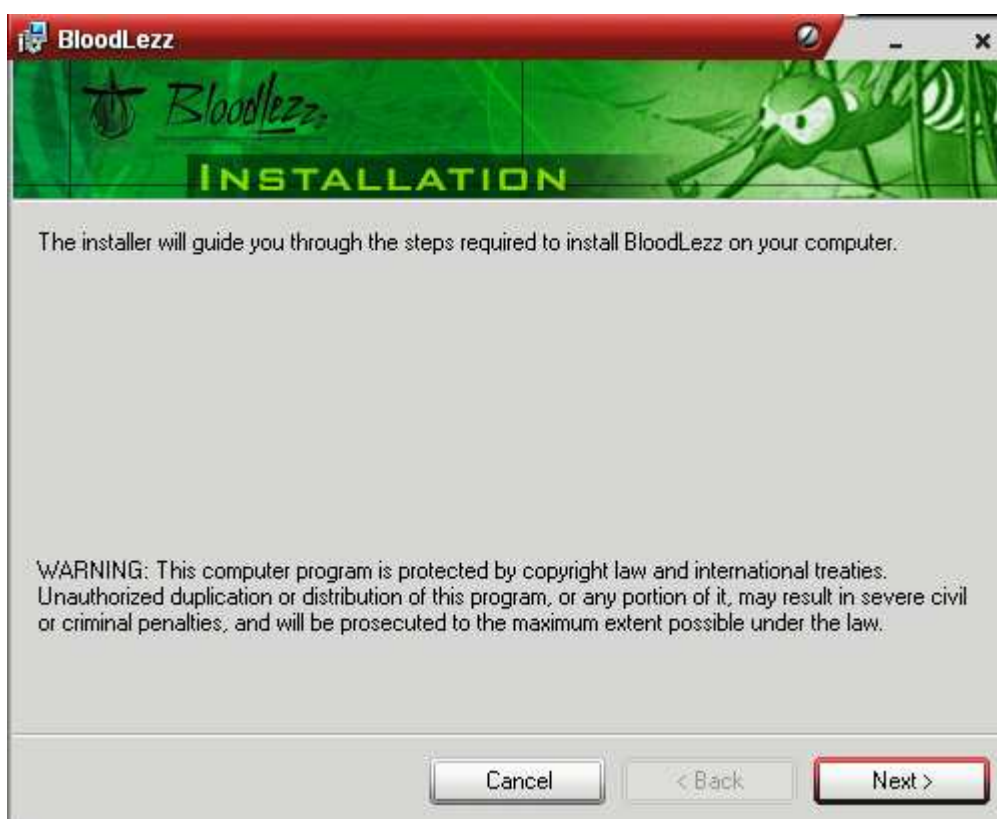 BloodLezz
Bloodlezz
INSTALLATION
The installer will guide you through the steps required to install BloodLezz on your computer.
WARNING: This computer program is protected by copyright law and international treaties.
Unauthorized duplication or distribution of this program, or any portion of it, may result in severe civil
or criminal penalties, and will be prosecuted to the maximum extent possible under the law.
Cancel
< Back
Next >